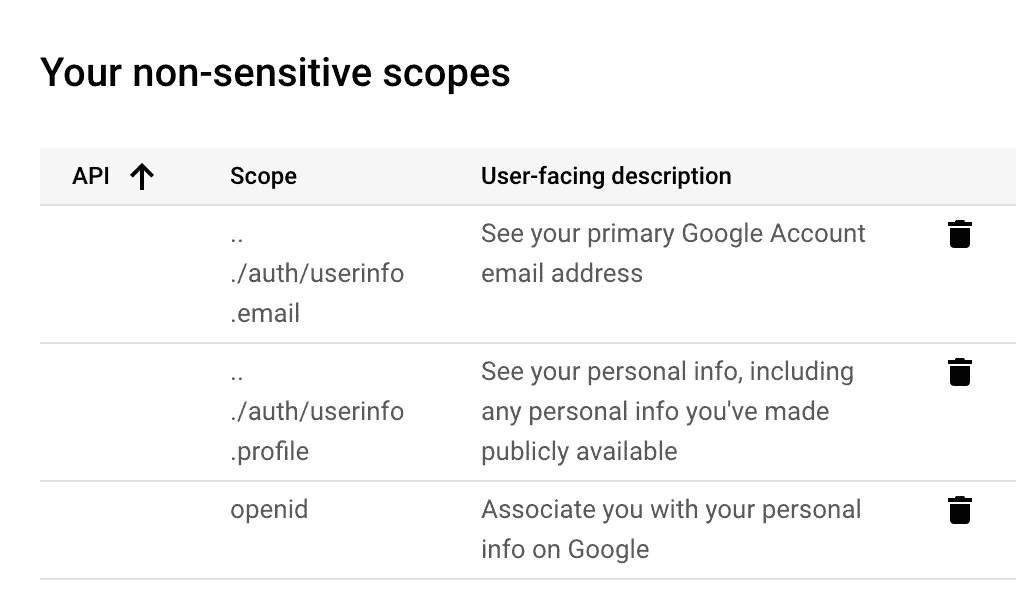 Your non-sensitive scopes
API Scope User-facing description
.. See your primary Google Account
./auth/userinfo email address
.email
.. See your personal info, including
./auth/userinfo any personal info you've made
.profile publicly available
openid Associate you with your personal
info on Google